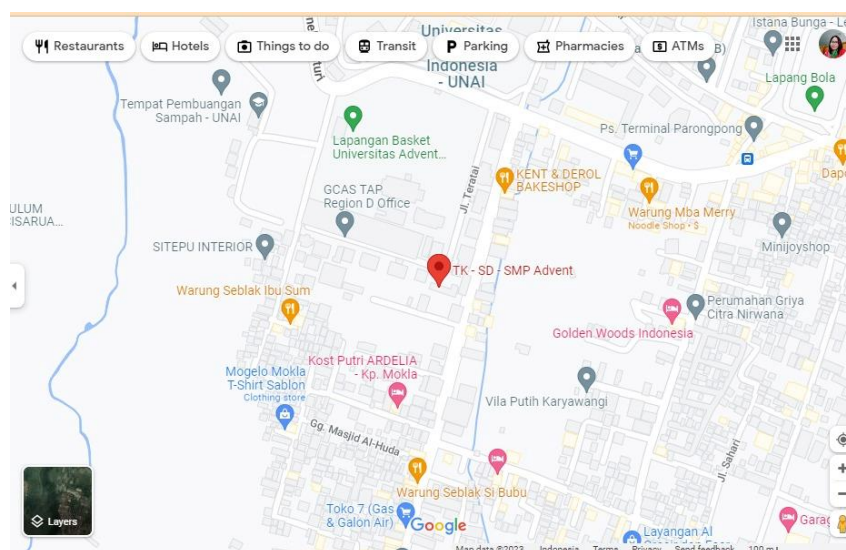 Restaurants
Hotels
Things to do
Transit
Parking
Pharmacies
ATMs
Universitas
Indonesia
- UNAI
Istana Bunga - Le
B)
Lapang Bola
Tempat Pembuangan
Sampah - UNAI
turi
Lapangan Basket
Universitas Advent...
Ps. Terminal Parongpong
KENT & DEROL
BAKESHOP
Jl. Teratai
GCAS TAP
Region D Office
Warung Mba Merry
Noodle Shop · $
Dapo
ULUM
CISARUA...
SITEPU INTERIOR
Minijoyshop
TK - SD - SMP Advent
Warung Seblak Ibu Sum
Perumahan Griya
Citra Nirwana
Golden Woods Indonesia
Kost Putri ARDELIA
- Kp. Mokla
Mogelo Mokla
T-Shirt Sablon
Clothing store
Vila Putih Karyawangi
Gg. Masjid Al-Huda
Jl. Sahari
Warung Seblak Si Bubu
Layers
Toko 7 (Gas
& Galon Air)
Google
Garag
Layangan Al
Map data ©2023 Indonesia Terms Privacy Send feedback 100 m